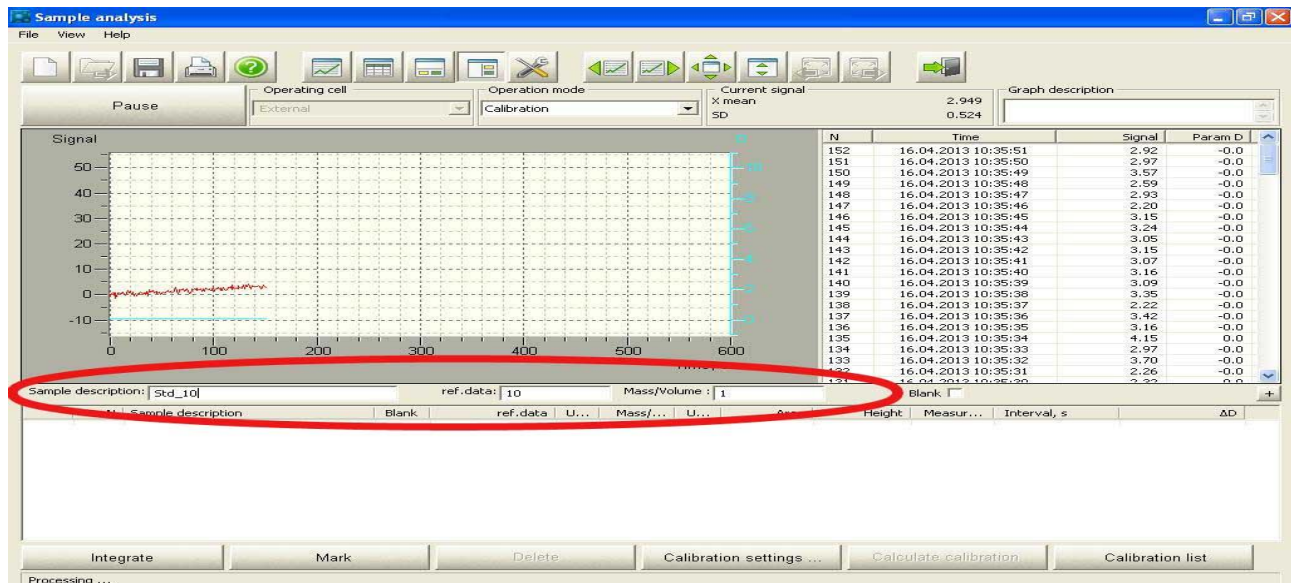 Sample analysis
File View Help
Operating cell Operation mode Current signal Graph description
Pause External Calibration X mean 2.949
SD 0.524
Signal D
N Time Signal Param D
152 16.04.2013 10:35:51 2.92 -0.0
151 16.04.2013 10:35:50 2.97 -0.0
150 16.04.2013 10:35:49 3.57 -0.0
149 16.04.2013 10:35:48 2.59 -0.0
148 16.04.2013 10:35:47 2.93 -0.0
147 16.04.2013 10:35:46 2.20 -0.0
146 16.04.2013 10:35:45 3.15 -0.0
145 16.04.2013 10:35:44 3.24 -0.0
144 16.04.2013 10:35:43 3.05 -0.0
143 16.04.2013 10:35:42 3.15 -0.0
142 16.04.2013 10:35:41 3.07 -0.0
141 16.04.2013 10:35:40 3.16 -0.0
140 16.04.2013 10:35:39 3.09 -0.0
139 16.04.2013 10:35:38 3.35 -0.0
138 16.04.2013 10:35:37 2.22 -0.0
137 16.04.2013 10:35:36 3.42 -0.0
136 16.04.2013 10:35:35 3.16 -0.0
135 16.04.2013 10:35:34 4.15 0.0
134 16.04.2013 10:35:33 2.97 -0.0
133 16.04.2013 10:35:32 3.70 -0.0
16.04.2013 10:35:31 2.26 -0.0
50
40
30
20
10
0
-10
0 100 200 300 400 500 600
Sample description: Std_10 ref.data: 10 Mass/Volume : 1 Blank +
N Sample description Blank ref.data U... Mass/... U... Area Height Measur... Interval, s ΔD
Integrate Mark Delete Calibration settings ... Calculate calibration Calibration list
Processing ...